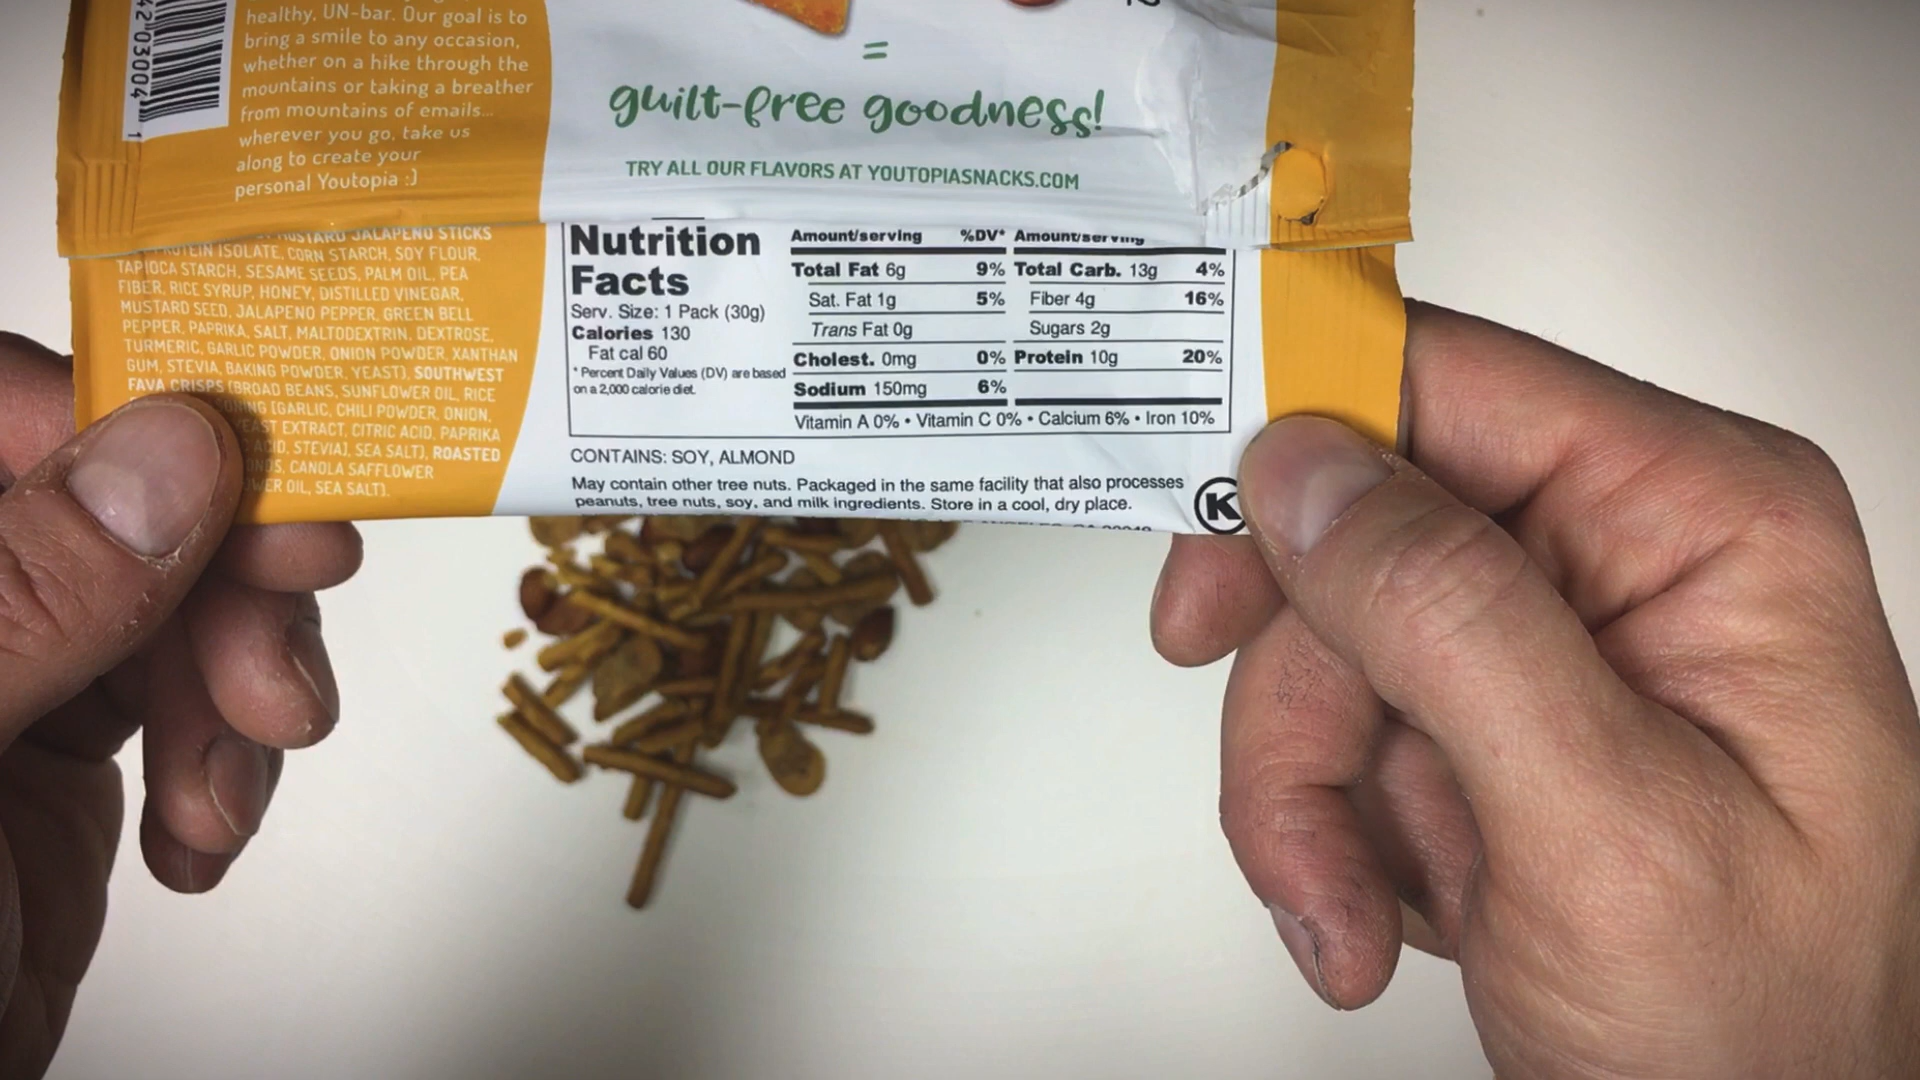 42 03004 1
healthy, UN-bar. Our goal is to
bring a smile to any occasion,
whether on a hike through the
mountains or taking a breather
from mountains of emails...
wherever you go, take us
along to create your
personal Youtopia :)
=
guilt-free goodness!
TRY ALL OUR FLAVORS AT YOUTOPIASNACKS.COM
MUSTARD JALAPENO STICKS
PROTEIN ISOLATE, CORN STARCH, SOY FLOUR,
TAPIOCA STARCH, SESAME SEEDS, PALM OIL, PEA
FIBER, RICE SYRUP, HONEY, DISTILLED VINEGAR,
MUSTARD SEED, JALAPENO PEPPER, GREEN BELL
PEPPER, PAPRIKA, SALT, MALTODEXTRIN, DEXTROSE,
TURMERIC, GARLIC POWDER, ONION POWDER, XANTHAN
GUM, STEVIA, BAKING POWDER, YEAST), SOUTHWEST
FAVA CRISPS (BROAD BEANS, SUNFLOWER OIL, RICE
[GARLIC, CHILI POWDER, ONION,
YEAST EXTRACT, CITRIC ACID, PAPRIKA
ACID, STEVIA], SEA SALT), ROASTED
CANOLA SAFFLOWER
OIL, SEA SALT).
Nutrition
Facts
Serv. Size: 1 Pack (30g)
Calories 130
Fat cal 60
* Percent Daily Values (DV) are based
on a 2,000 calorie diet.
Amount/serving %DV* Amount/serving
Total Fat 6g 9% Total Carb. 13g 4%
Sat. Fat 1g 5% Fiber 4g 16%
Trans Fat 0g Sugars 2g
Cholest. 0mg 0% Protein 10g 20%
Sodium 150mg 6%
Vitamin A 0% • Vitamin C 0% • Calcium 6% • Iron 10%
CONTAINS: SOY, ALMOND
May contain other tree nuts. Packaged in the same facility that also processes
peanuts, tree nuts, soy, and milk ingredients. Store in a cool, dry place.
K